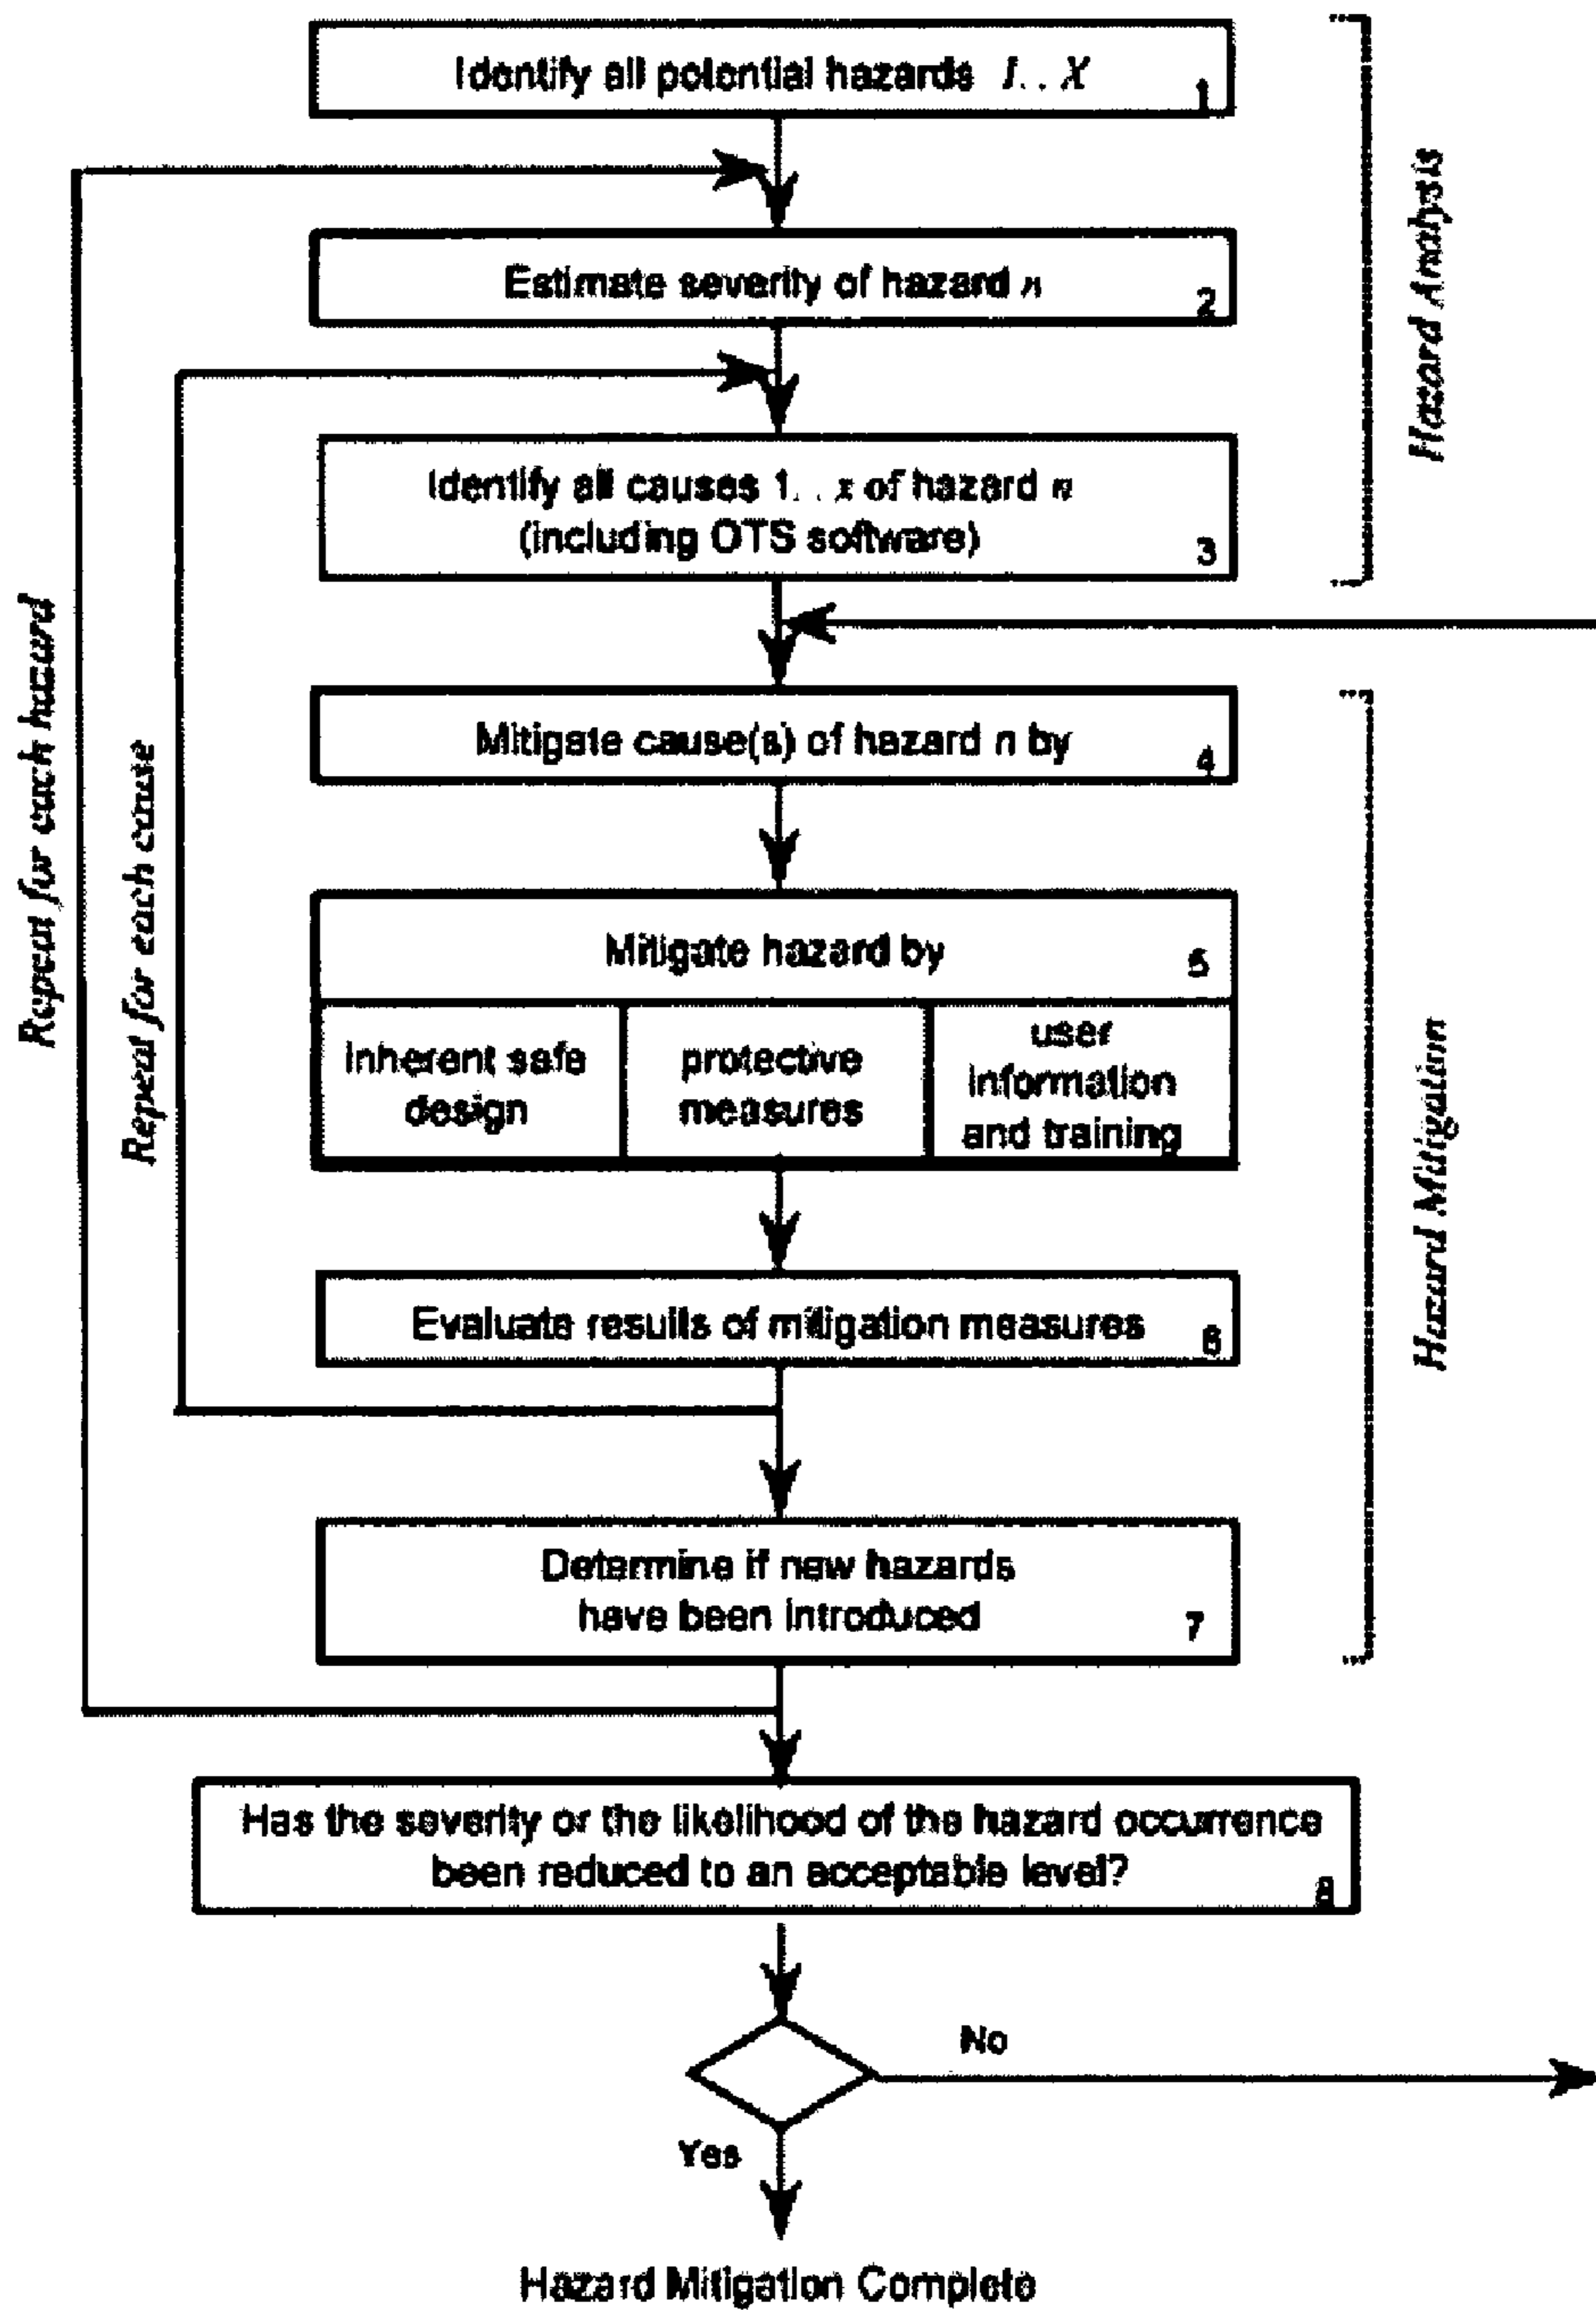 Identify all potential hazards I. . X
1
Estimate severity of hazard n
2
Identify all causes 1. . x of hazard n
(including OTS software)
3
Mitigate cause(s) of hazard n by
4
Mitigate hazard by
5
Inherent safe
design
protective
measures
user
information
and training
Evaluate results of mitigation measures
6
Determine if new hazards
have been introduced
7
Has the severity or the likelihood of the hazard occurrence
been reduced to an acceptable level?
8
No
Yes
Hazard Mitigation Complete
Repeat for each hazard
Repeat for each cause
Hazard Analysis
Hazard Mitigation